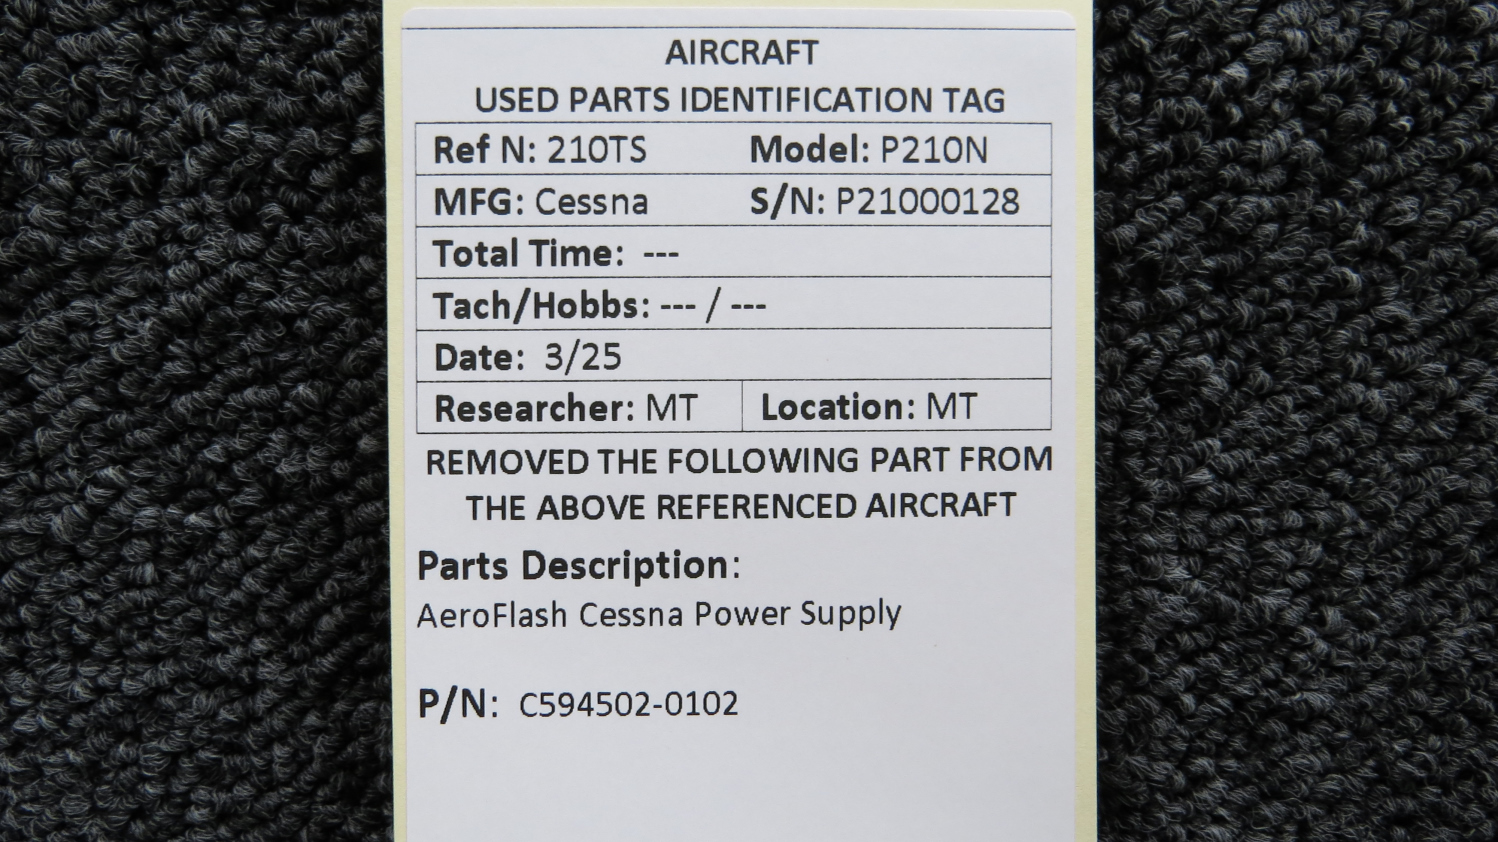 AIRCRAFT
USED PARTS IDENTIFICATION TAG
Ref N: 210TS Model: P210N
MFG: Cessna S/N: P21000128
Total Time: ---
Tach/Hobbs: --- / ---
Date: 3/25
Researcher: MT Location: MT
REMOVED THE FOLLOWING PART FROM
THE ABOVE REFERENCED AIRCRAFT
Parts Description:
AeroFlash Cessna Power Supply
P/N: C594502-0102